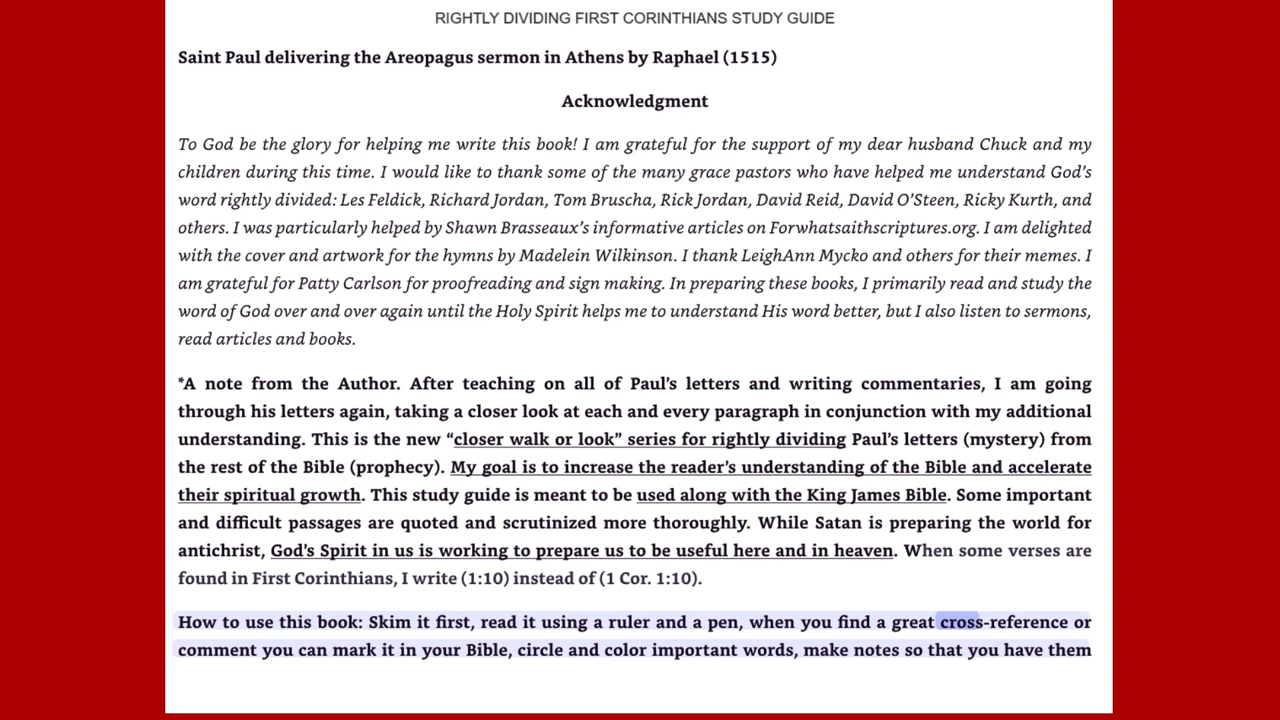 RIGHTLY DIVIDING FIRST CORINTHIANS STUDY GUIDE
Saint Paul delivering the Areopagus sermon in Athens by Raphael (1515)
Acknowledgment
To God be the glory for helping me write this book! I am grateful for the support of my dear husband Chuck and my
children during this time. I would like to thank some of the many grace pastors who have helped me understand God’s
word rightly divided: Les Feldick, Richard Jordan, Tom Bruscha, Rick Jordan, David Reid, David O’Steen, Ricky Kurth, and
others. I was particularly helped by Shawn Brasseaux’s informative articles on Forwhatsaithscriptures.org. I am delighted
with the cover and artwork for the hymns by Madelein Wilkinson. I thank LeighAnn Mycko and others for their memes. I
am grateful for Patty Carlson for proofreading and sign making. In preparing these books, I primarily read and study the
word of God over and over again until the Holy Spirit helps me to understand His word better, but I also listen to sermons,
read articles and books.
*A note from the Author. After teaching on all of Paul’s letters and writing commentaries, I am going
through his letters again, taking a closer look at each and every paragraph in conjunction with my additional
understanding. This is the new “closer walk or look” series for rightly dividing Paul’s letters (mystery) from
the rest of the Bible (prophecy). My goal is to increase the reader’s understanding of the Bible and accelerate
their spiritual growth. This study guide is meant to be used along with the King James Bible. Some important
and difficult passages are quoted and scrutinized more thoroughly. While Satan is preparing the world for
antichrist, God’s Spirit in us is working to prepare us to be useful here and in heaven. When some verses are
found in First Corinthians, I write (1:10) instead of (1 Cor. 1:10).
How to use this book: Skim it first, read it using a ruler and a pen, when you find a great cross-reference or
comment you can mark it in your Bible, circle and color important words, make notes so that you have them